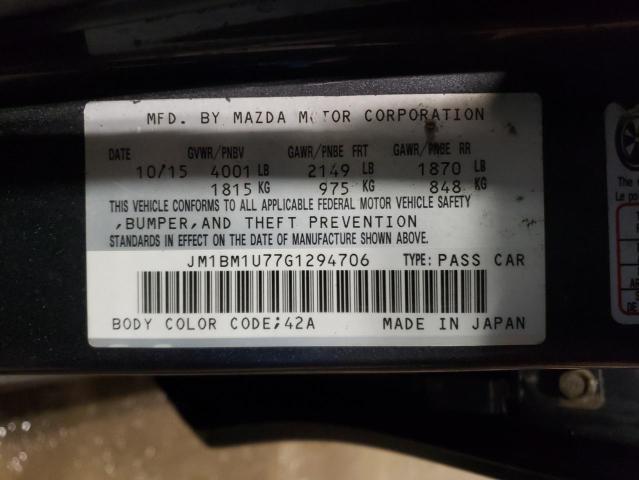 MFD. BY MAZDA MOTOR CORPORATION
DATE GVWR/PNBV GAWR/PNBE FRT GAWR/PNBE RR
10/15 4001 LB 2149 LB 1870 LB
1815 KG 975 KG 848 KG
THIS VEHICLE CONFORMS TO ALL APPLICABLE FEDERAL MOTOR VEHICLE SAFETY
,BUMPER,AND THEFT PREVENTION
STANDARDS IN EFFECT ON THE DATE OF MANUFACTURE SHOWN ABOVE.
JM1BM1U77G1294706 TYPE: PASS CAR
BODY COLOR CODE;42A MADE IN JAPAN
The
Le po